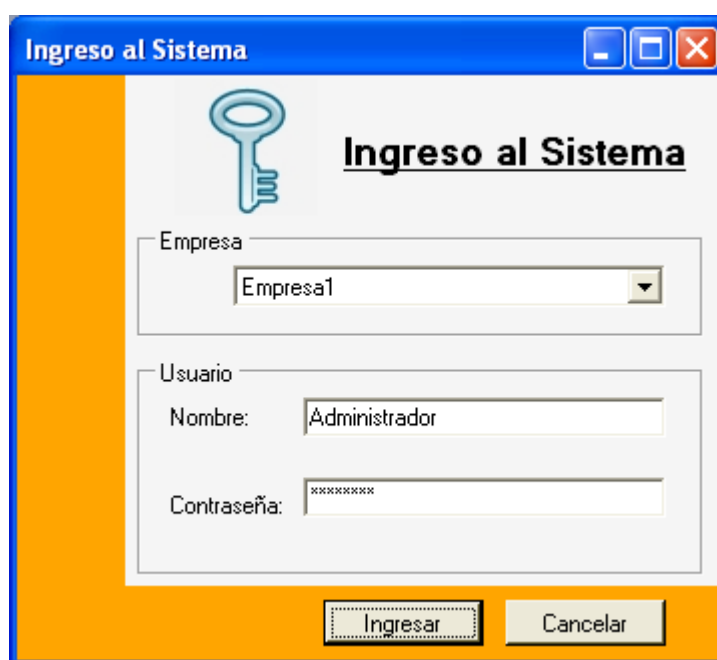 Ingreso al Sistema
Ingreso al Sistema
Empresa
Empresa1
Usuario
Nombre: Administrador
Contraseña: ********
Ingresar Cancelar